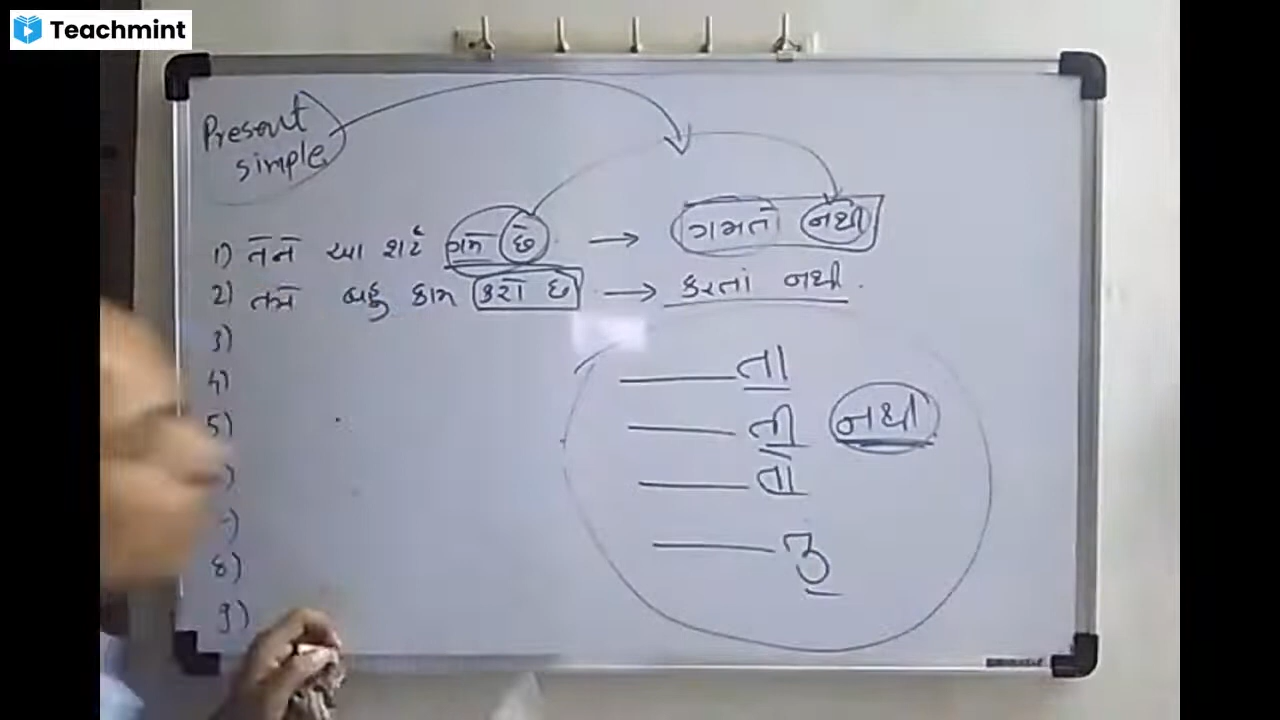 Teachmint
Present
simple
1) તને આ શર્ટ ગમે છે → ગમતો નથી
2) તમે બહુ કામ કરો છો → કરતાં નથી.
3)
4)
5)
8)
9)
તા
તી નથી
તો
તુ